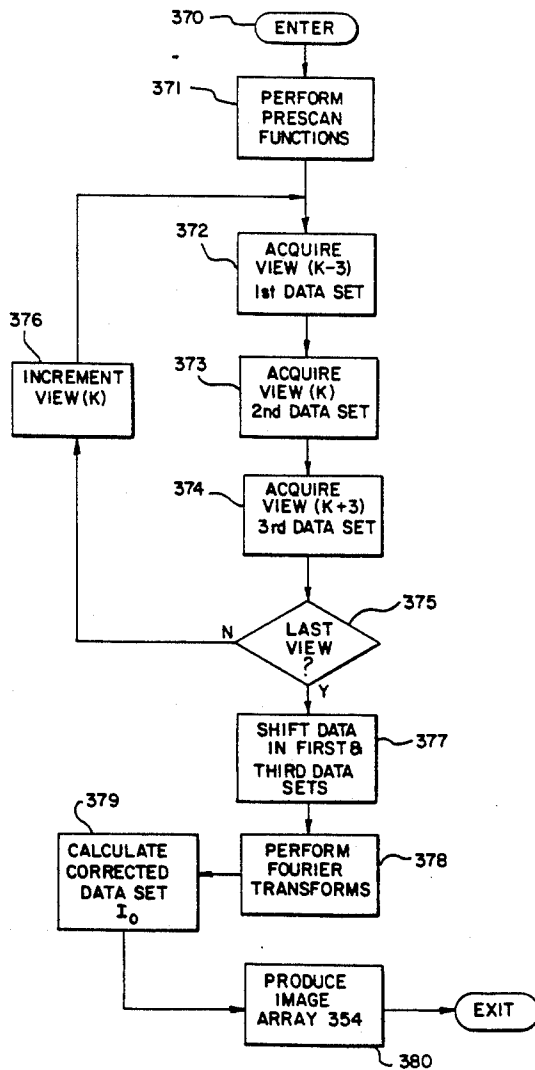 370
ENTER
371
PERFORM
PRESCAN
FUNCTIONS
372
ACQUIRE
VIEW (K-3)
1st DATA SET
376
INCREMENT
VIEW (K)
373
ACQUIRE
VIEW (K)
2nd DATA SET
374
ACQUIRE
VIEW (K+3)
3rd DATA SET
375
N
LAST
VIEW
?
Y
SHIFT DATA
IN FIRST &
THIRD DATA
SETS
377
379
CALCULATE
CORRECTED
DATA SET
I₀
PERFORM
FOURIER
TRANSFORMS
378
PRODUCE
IMAGE
ARRAY 354
EXIT
380